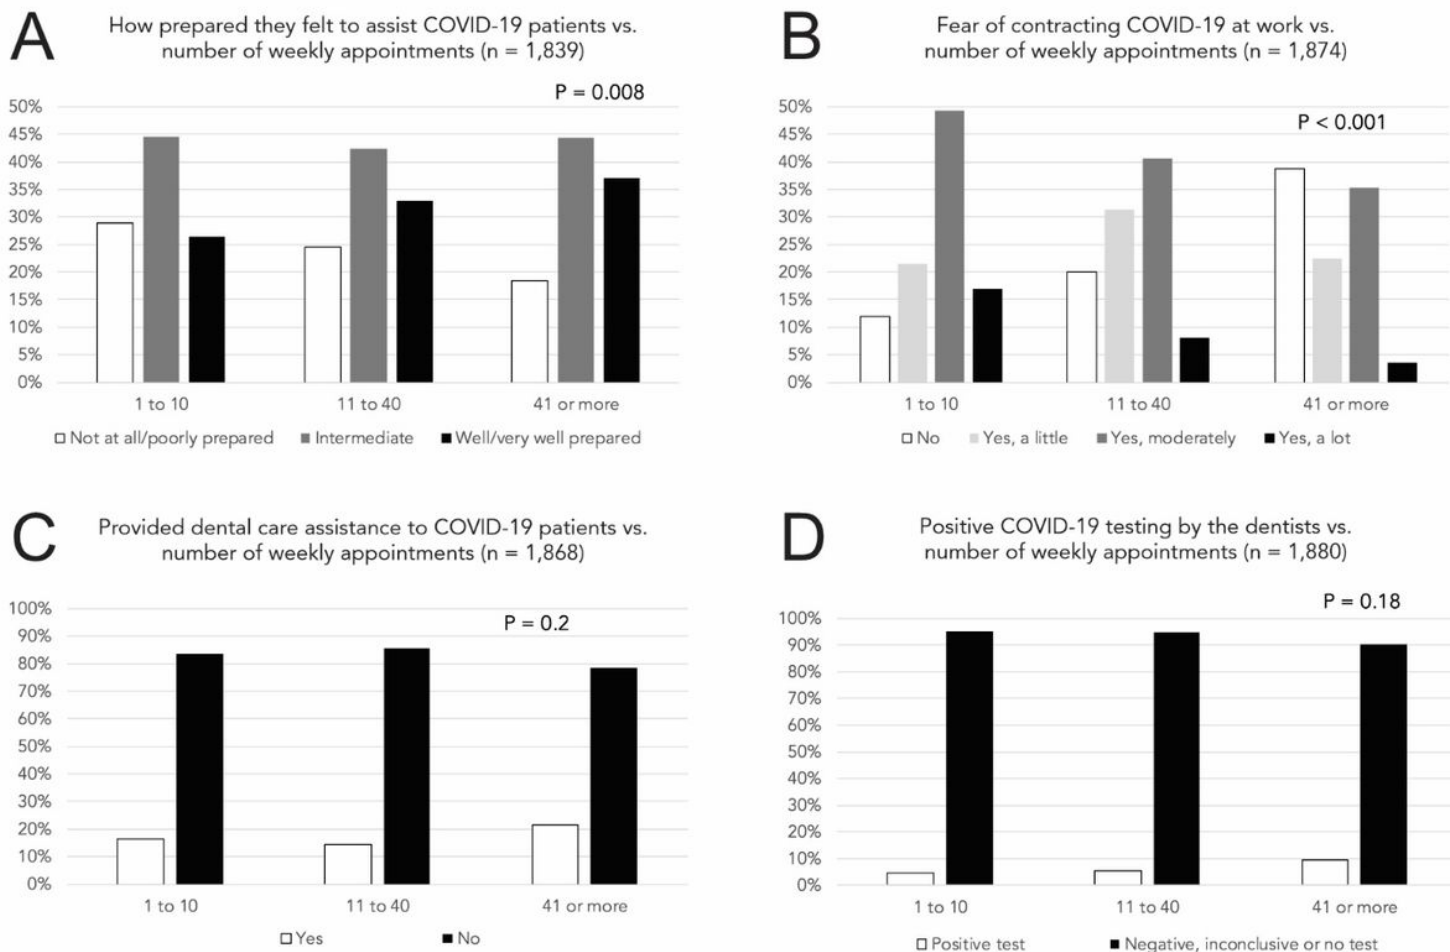 A
How prepared they felt to assist COVID-19 patients vs.
number of weekly appointments (n = 1,839)
P = 0.008
50%
45%
40%
35%
30%
25%
20%
15%
10%
5%
0%
1 to 10
11 to 40
41 or more
Not at all/poorly prepared
Intermediate
Well/very well prepared
B
Fear of contracting COVID-19 at work vs.
number of weekly appointments (n = 1,874)
P < 0.001
50%
45%
40%
35%
30%
25%
20%
15%
10%
5%
0%
1 to 10
11 to 40
41 or more
No
Yes, a little
Yes, moderately
Yes, a lot
C
Provided dental care assistance to COVID-19 patients vs.
number of weekly appointments (n = 1,868)
P = 0.2
100%
90%
80%
70%
60%
50%
40%
30%
20%
10%
0%
1 to 10
11 to 40
41 or more
Yes
No
D
Positive COVID-19 testing by the dentists vs.
number of weekly appointments (n = 1,880)
P = 0.18
100%
90%
80%
70%
60%
50%
40%
30%
20%
10%
0%
1 to 10
11 to 40
41 or more
Positive test
Negative, inconclusive or no test